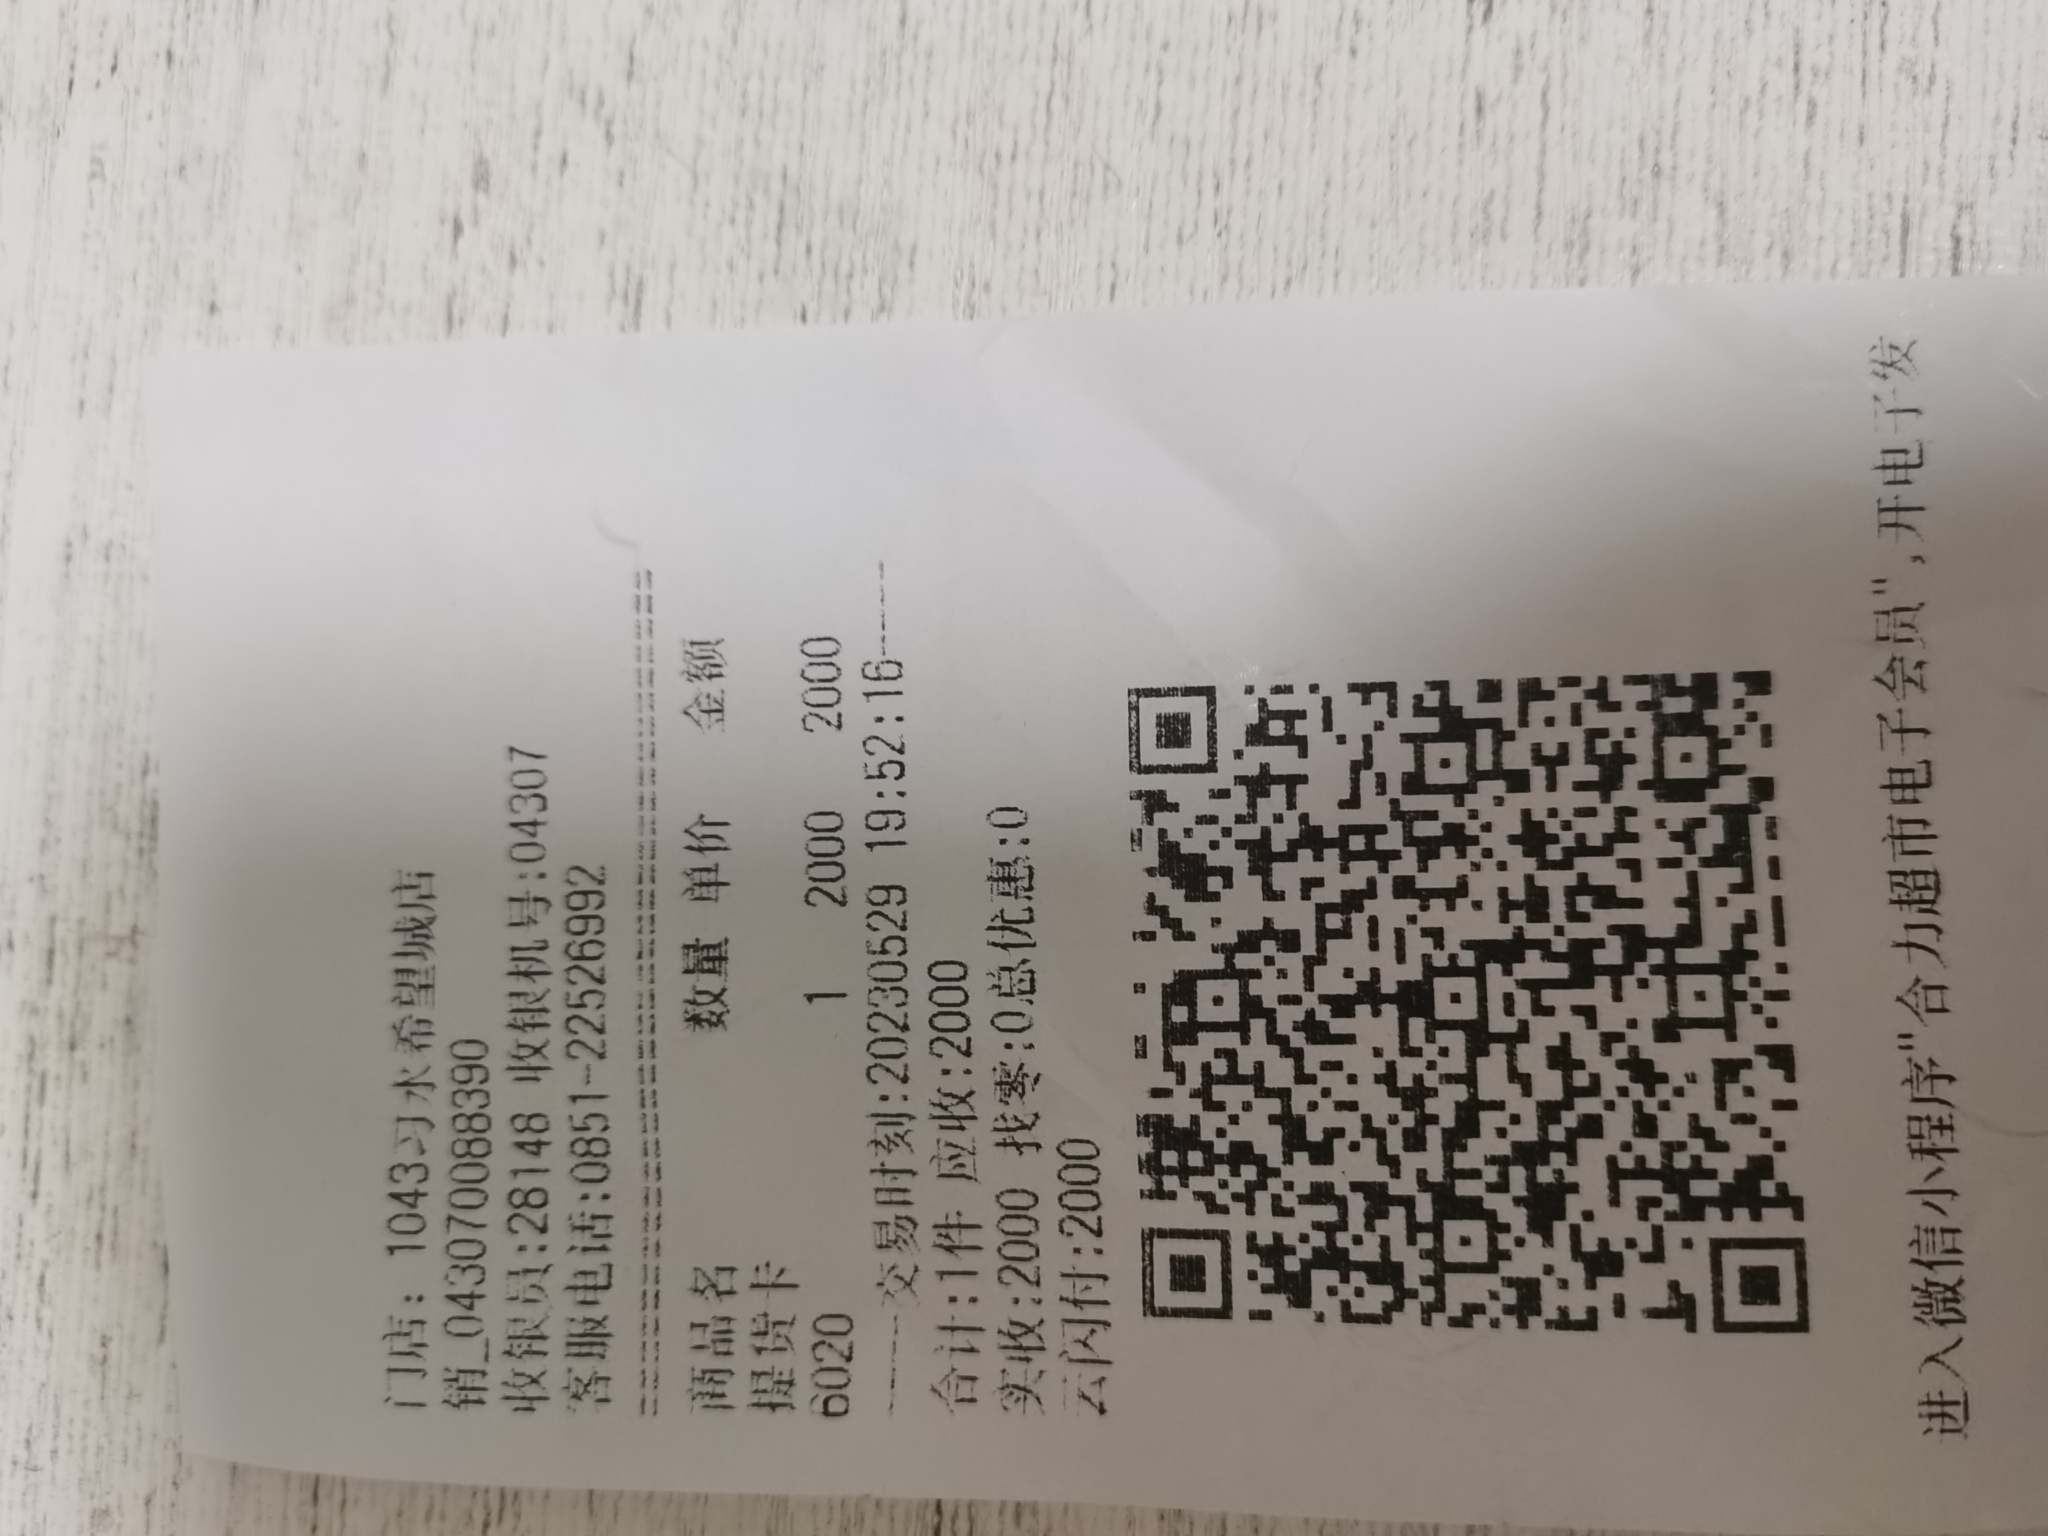 门店：1043习水希望城店
销_0430700883​90
收银员:28148 收银机号:04307
客服电话:0851-22526992
商品名 数量 单价 金额
提货卡
6020 1 2000 2000
------交易时刻:20230529 19:52:16------
合计:1件 应收:2000
实收:2000 找零:0总优惠:0
云闪付:2000
进入微信小程序"合力超市电子会员",开电子发